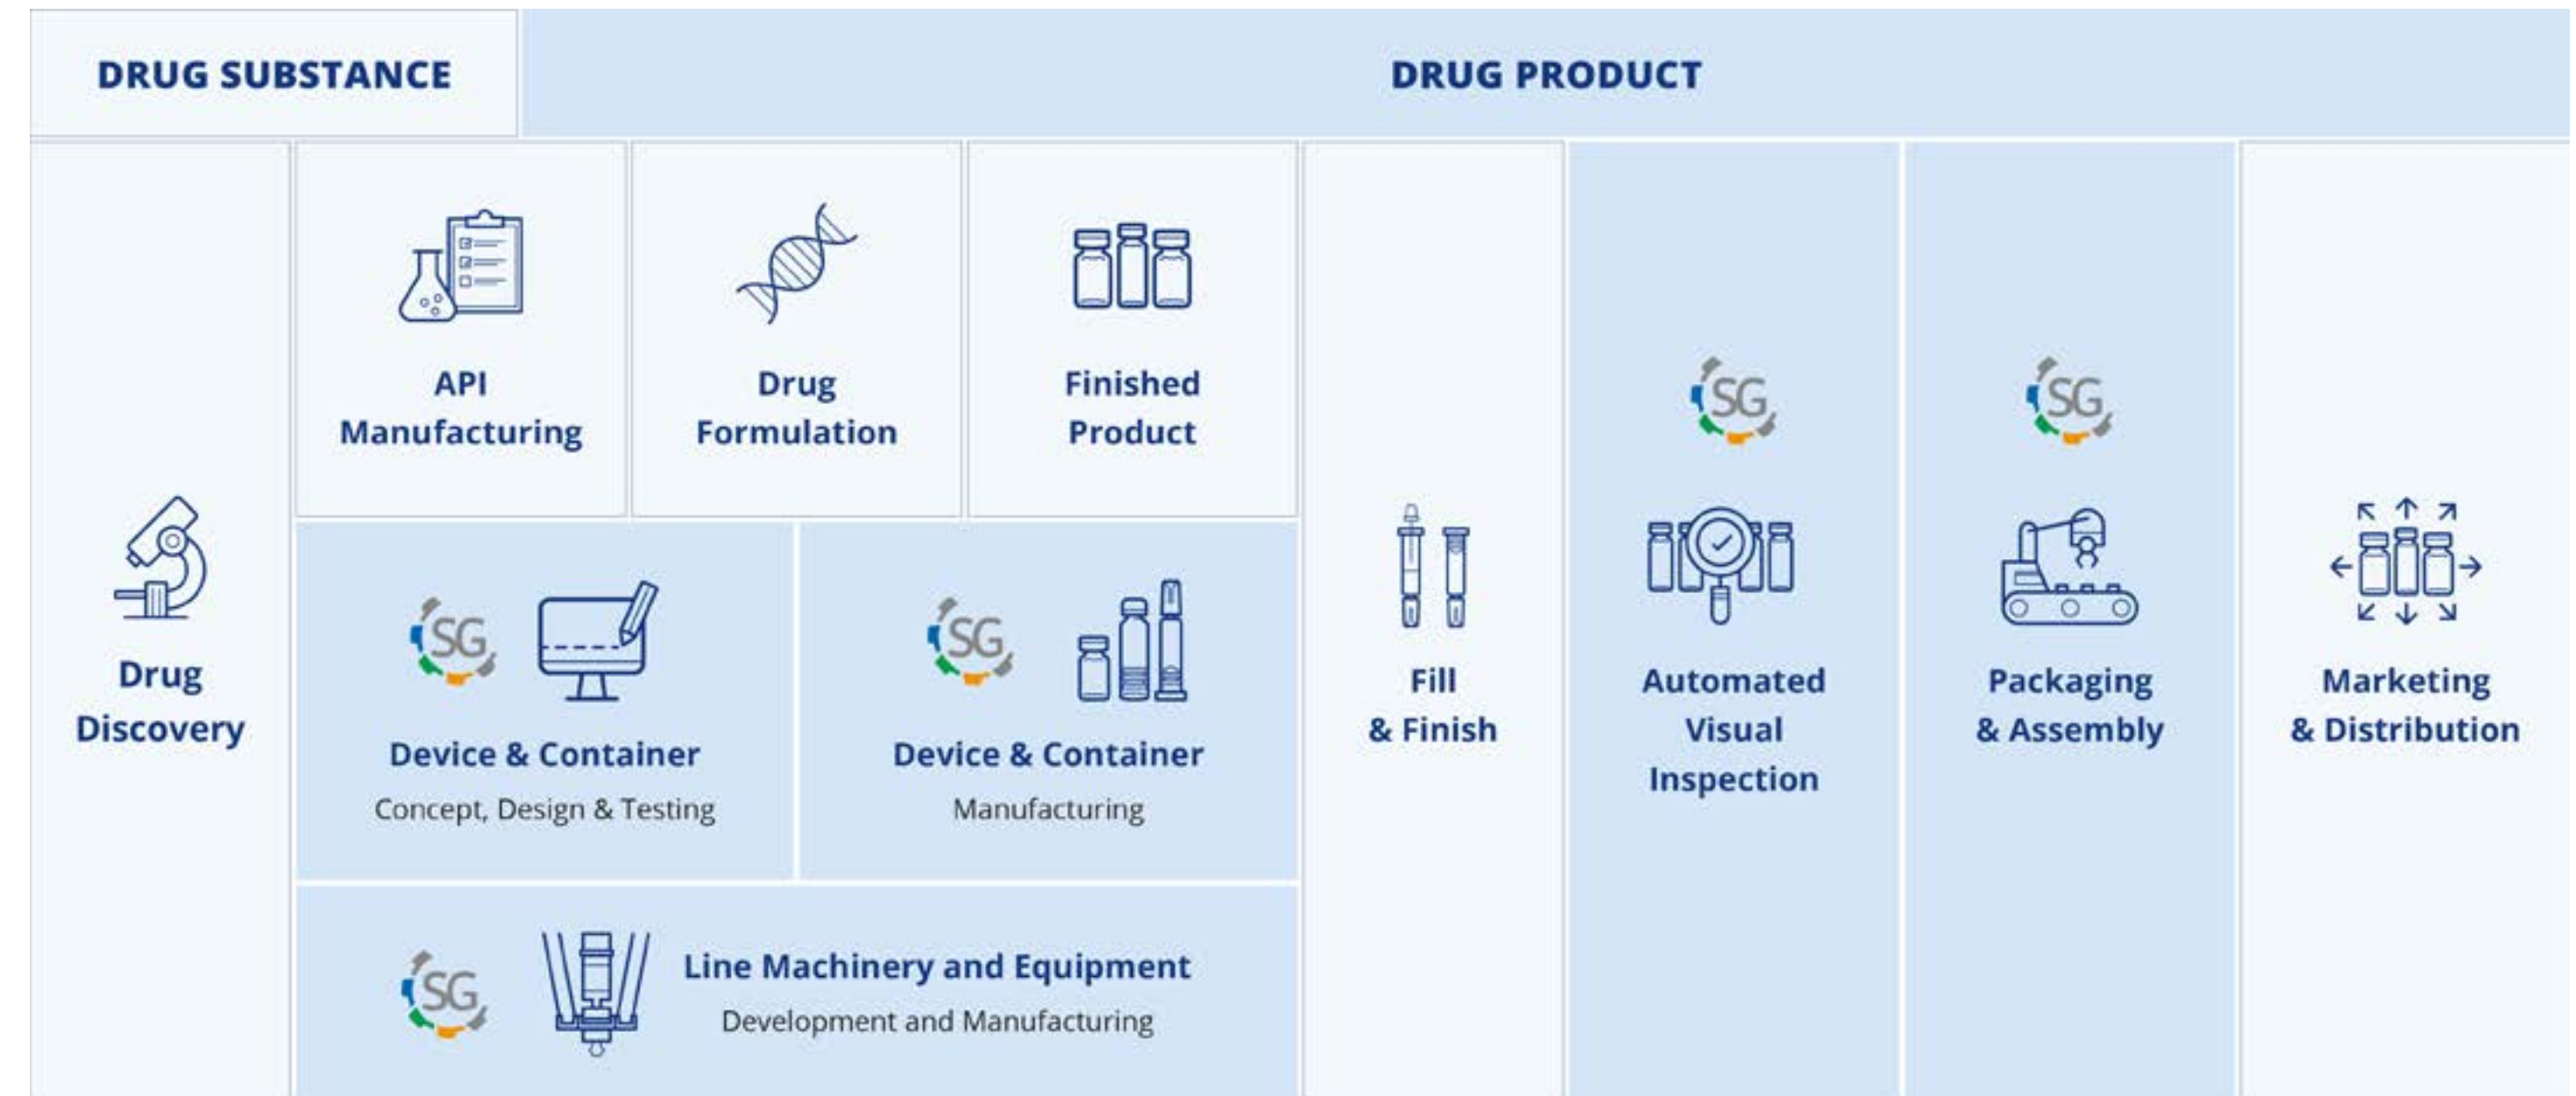 DRUG SUBSTANCE
DRUG PRODUCT
Drug
Discovery
API
Manufacturing
Drug
Formulation
Finished
Product
SG
Device & Container
Concept, Design & Testing
SG
Device & Container
Manufacturing
SG
Line Machinery and Equipment
Development and Manufacturing
Fill
& Finish
SG
Automated
Visual
Inspection
SG
Packaging
& Assembly
Marketing
& Distribution